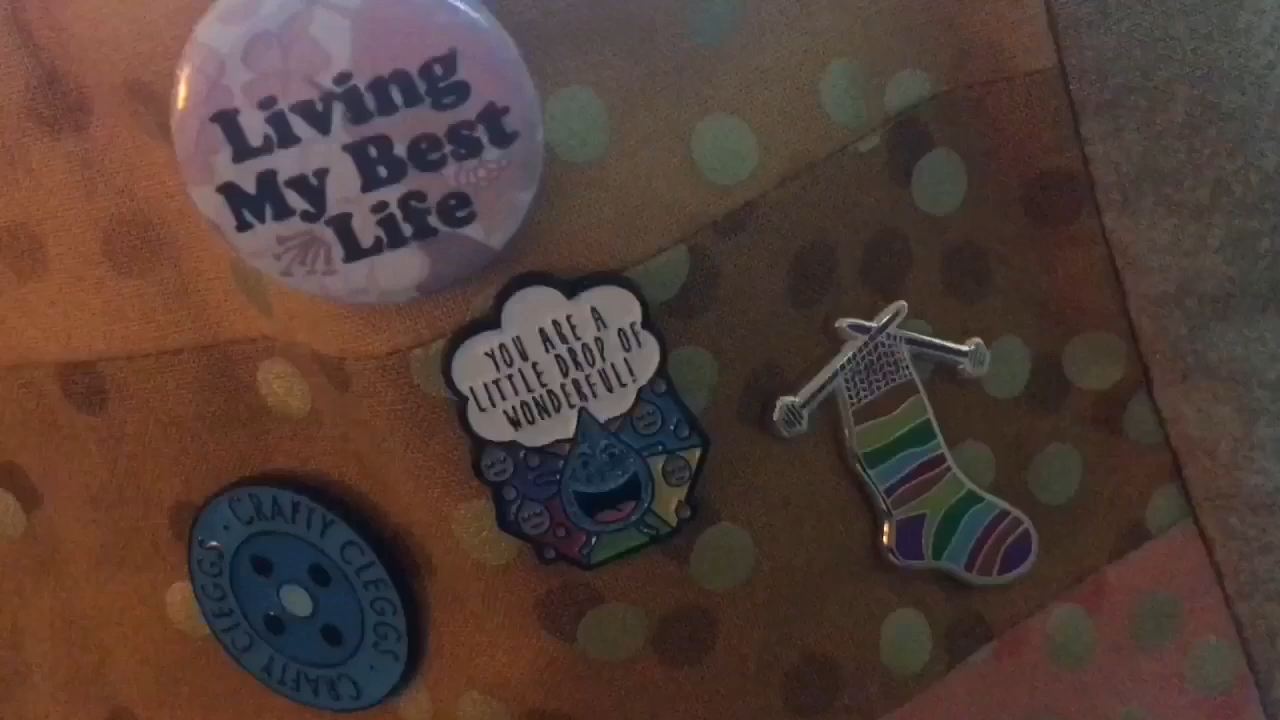 Living
My Best
Life
YOU ARE A
LITTLE DROP OF
WONDERFUL!
CRAFTY CLEGGS · CRAFTY CLEGGS ·